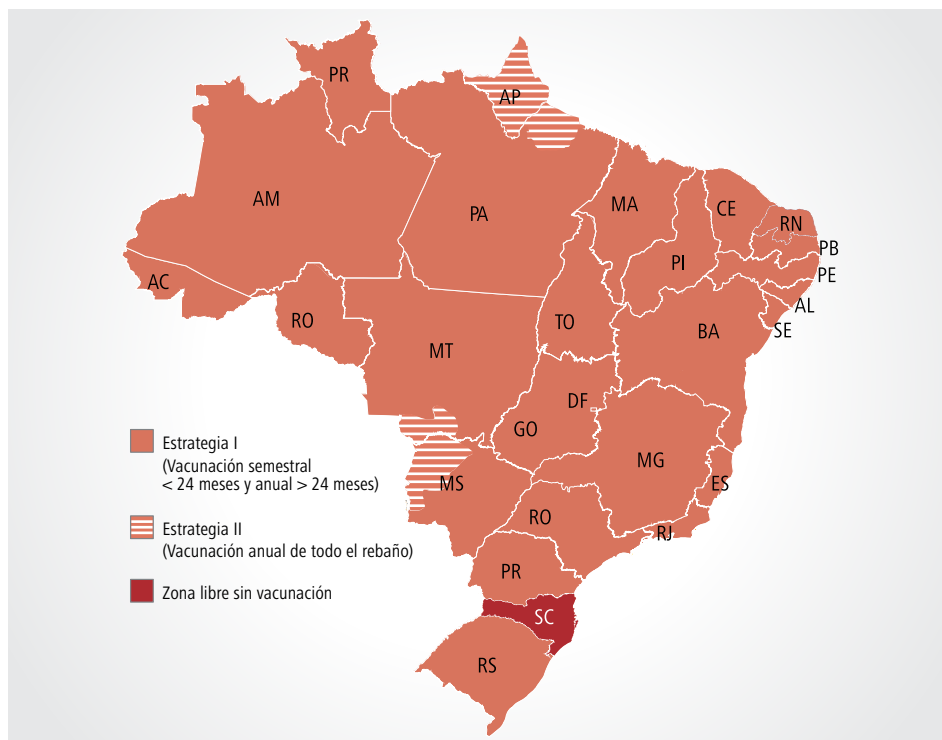 PR
AP
AM
PA
MA
CE
RN
PB
PI
PE
AC
AL
RO
TO
SE
BA
MT
DF
GO
Estrategia I
(Vacunación semestral
< 24 meses y anual > 24 meses)
MG
MS
ES
RO
RJ
Estrategia II
(Vacunación anual de todo el rebaño)
PR
Zona libre sin vacunación
SC
RS